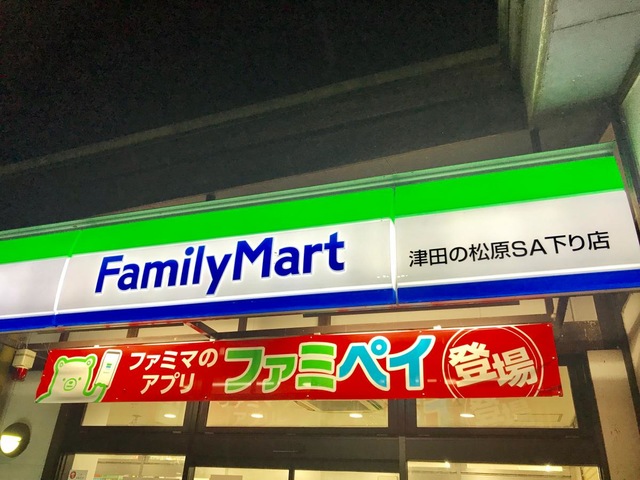 FamilyMart
津田の松原SA下り店
ファミマの
アプリ
ファミペイ
登場